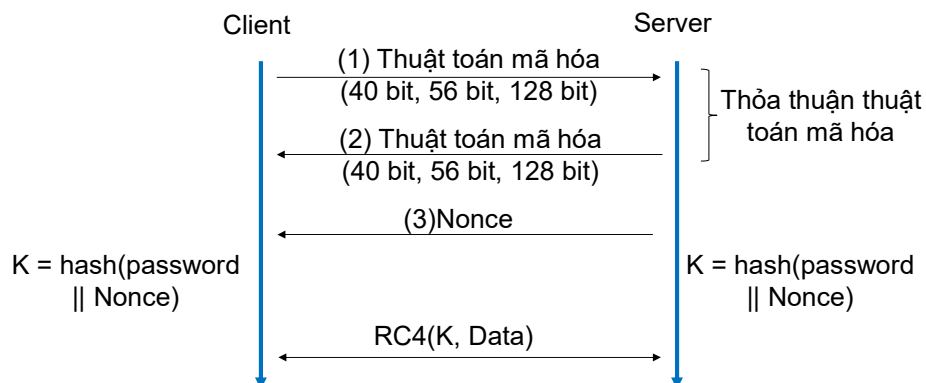 Client
Server
(1) Thuật toán mã hóa
(40 bit, 56 bit, 128 bit)
Thỏa thuận thuật
toán mã hóa
(2) Thuật toán mã hóa
(40 bit, 56 bit, 128 bit)
(3)Nonce
K = hash(password
|| Nonce)
K = hash(password
|| Nonce)
RC4(K, Data)